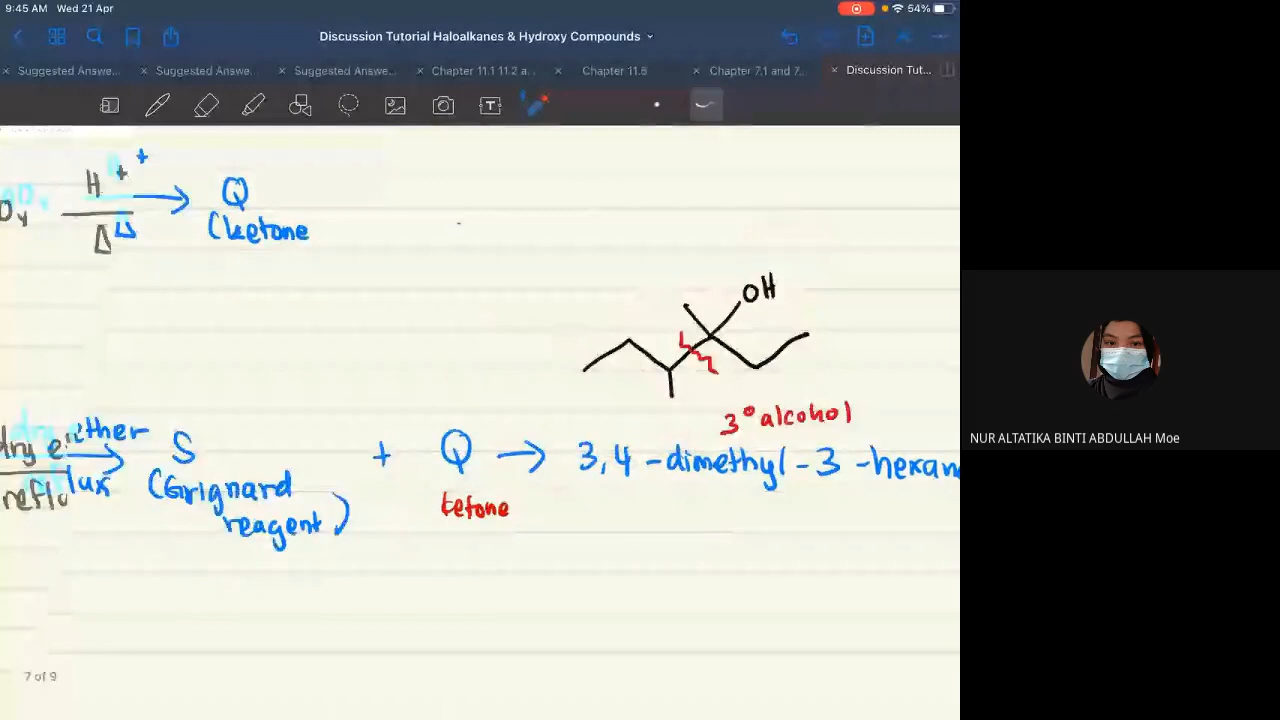 9:45 AM Wed 21 Apr
54%
Discussion Tutorial Haloalkanes & Hydroxy Compounds
Suggested Answe...
Suggested Answe...
Suggested Answe...
Chapter 11.1 11.2 a...
Chapter 11.6
Chapter 7.1 and 7...
Discussion Tut...
H+ +
Δ Δ
Q
(ketone
OH
3° alcohol
S + Q → 3,4-dimethyl-3-hexan
(Grignard
reagent)
ketone
NUR ALTATIKA BINTI ABDULLAH Moe
7 of 9